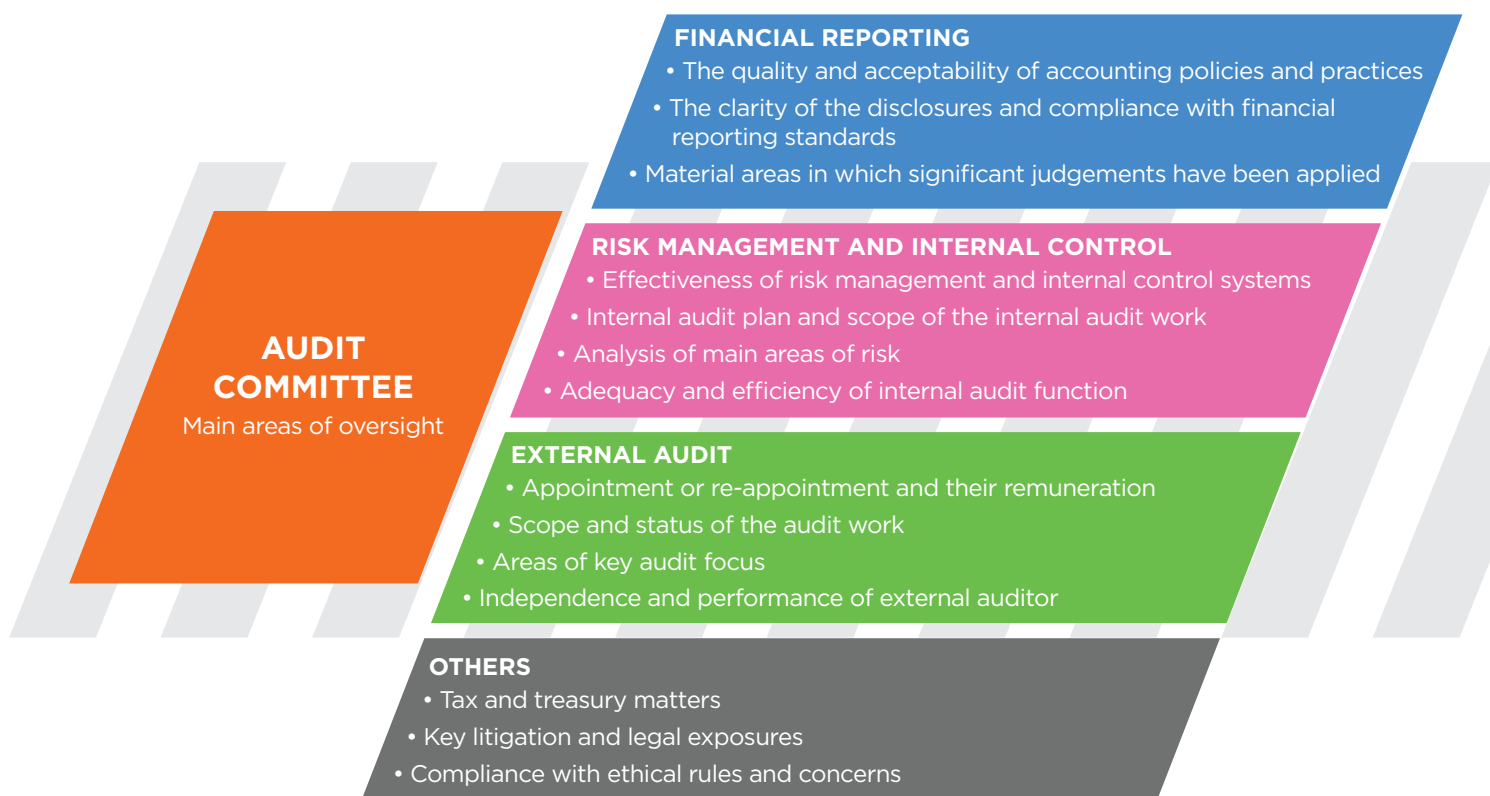 AUDIT
COMMITTEE
Main areas of oversight
FINANCIAL REPORTING
• The quality and acceptability of accounting policies and practices
• The clarity of the disclosures and compliance with financial
reporting standards
• Material areas in which significant judgements have been applied
RISK MANAGEMENT AND INTERNAL CONTROL
• Effectiveness of risk management and internal control systems
• Internal audit plan and scope of the internal audit work
• Analysis of main areas of risk
• Adequacy and efficiency of internal audit function
EXTERNAL AUDIT
• Appointment or re-appointment and their remuneration
• Scope and status of the audit work
• Areas of key audit focus
• Independence and performance of external auditor
OTHERS
• Tax and treasury matters
• Key litigation and legal exposures
• Compliance with ethical rules and concerns